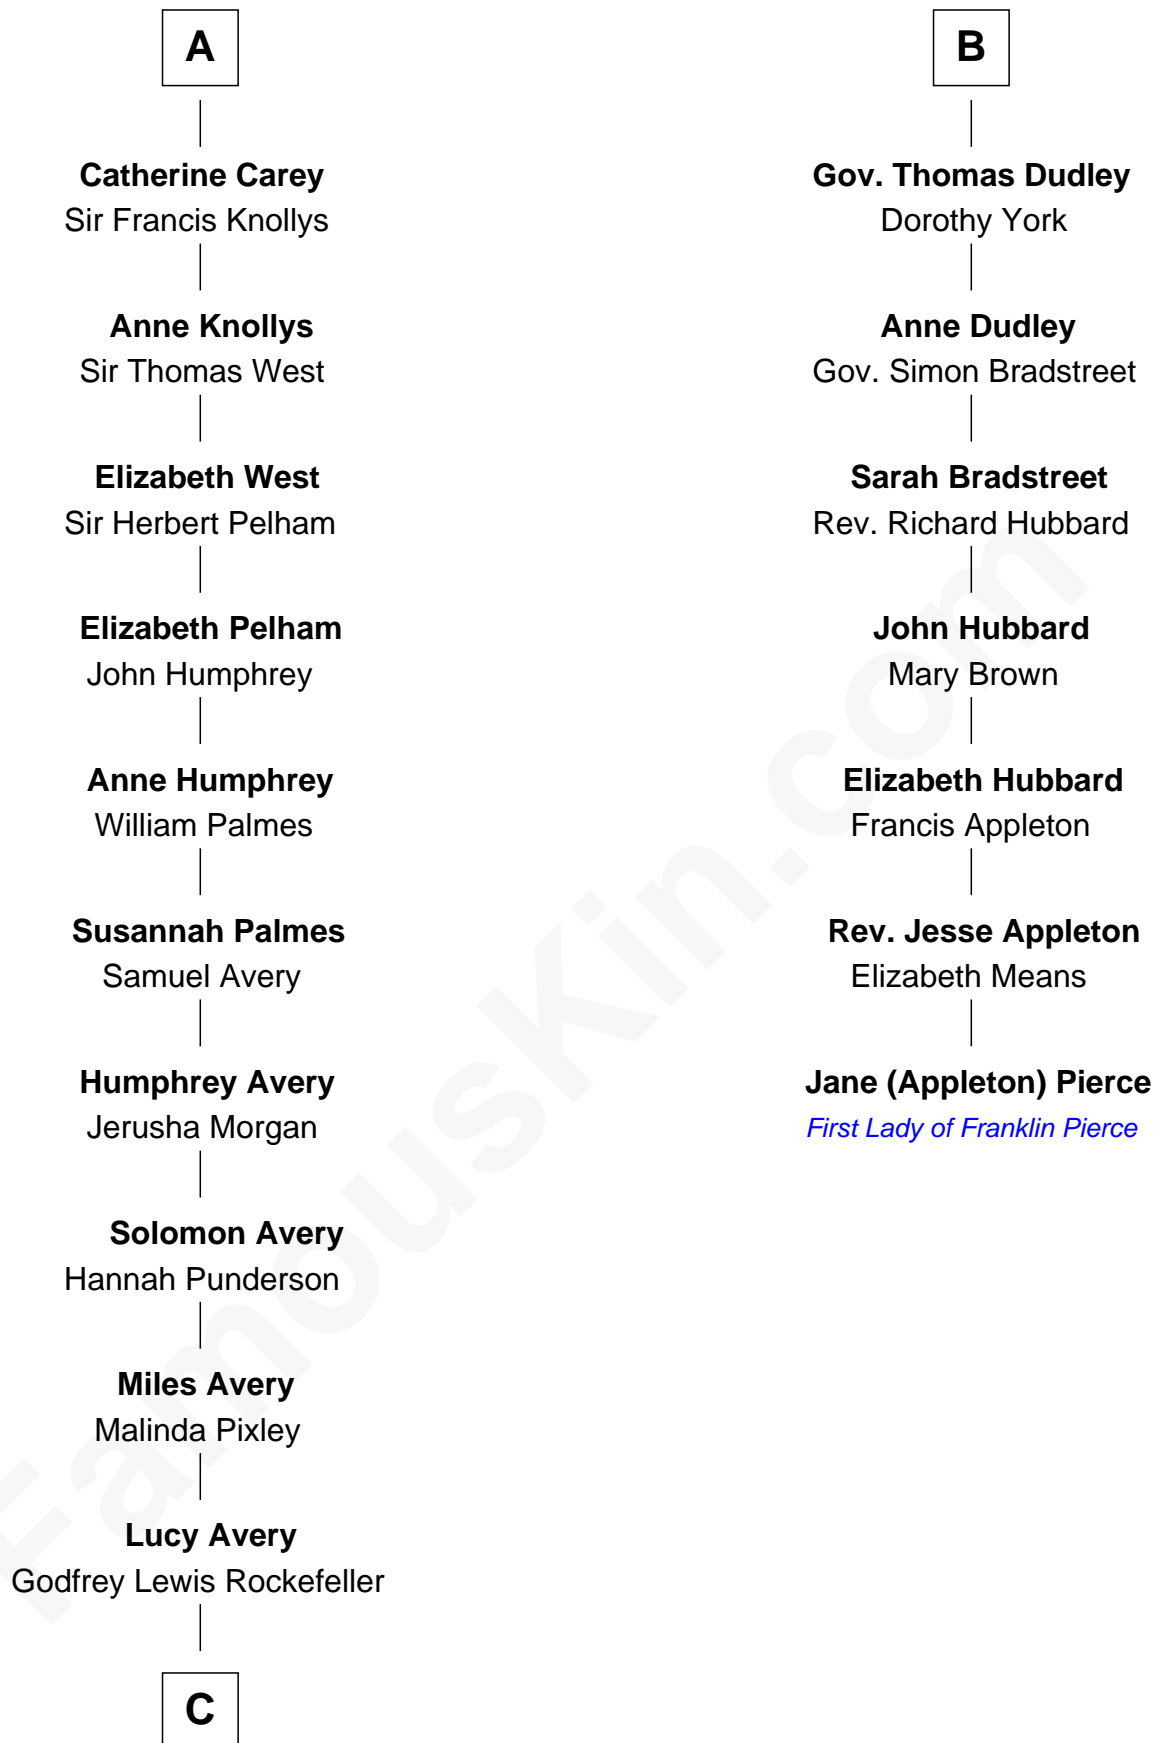 A
Catherine Carey
Sir Francis Knollys
Anne Knollys
Sir Thomas West
Elizabeth West
Sir Herbert Pelham
Elizabeth Pelham
John Humphrey
Anne Humphrey
William Palmes
Susannah Palmes
Samuel Avery
Humphrey Avery
Jerusha Morgan
Solomon Avery
Hannah Punderson
Miles Avery
Malinda Pixley
Lucy Avery
Godfrey Lewis Rockefeller
C
B
Gov. Thomas Dudley
Dorothy York
Anne Dudley
Gov. Simon Bradstreet
Sarah Bradstreet
Rev. Richard Hubbard
John Hubbard
Mary Brown
Elizabeth Hubbard
Francis Appleton
Rev. Jesse Appleton
Elizabeth Means
Jane (Appleton) Pierce
First Lady of Franklin Pierce
FamousKin.com